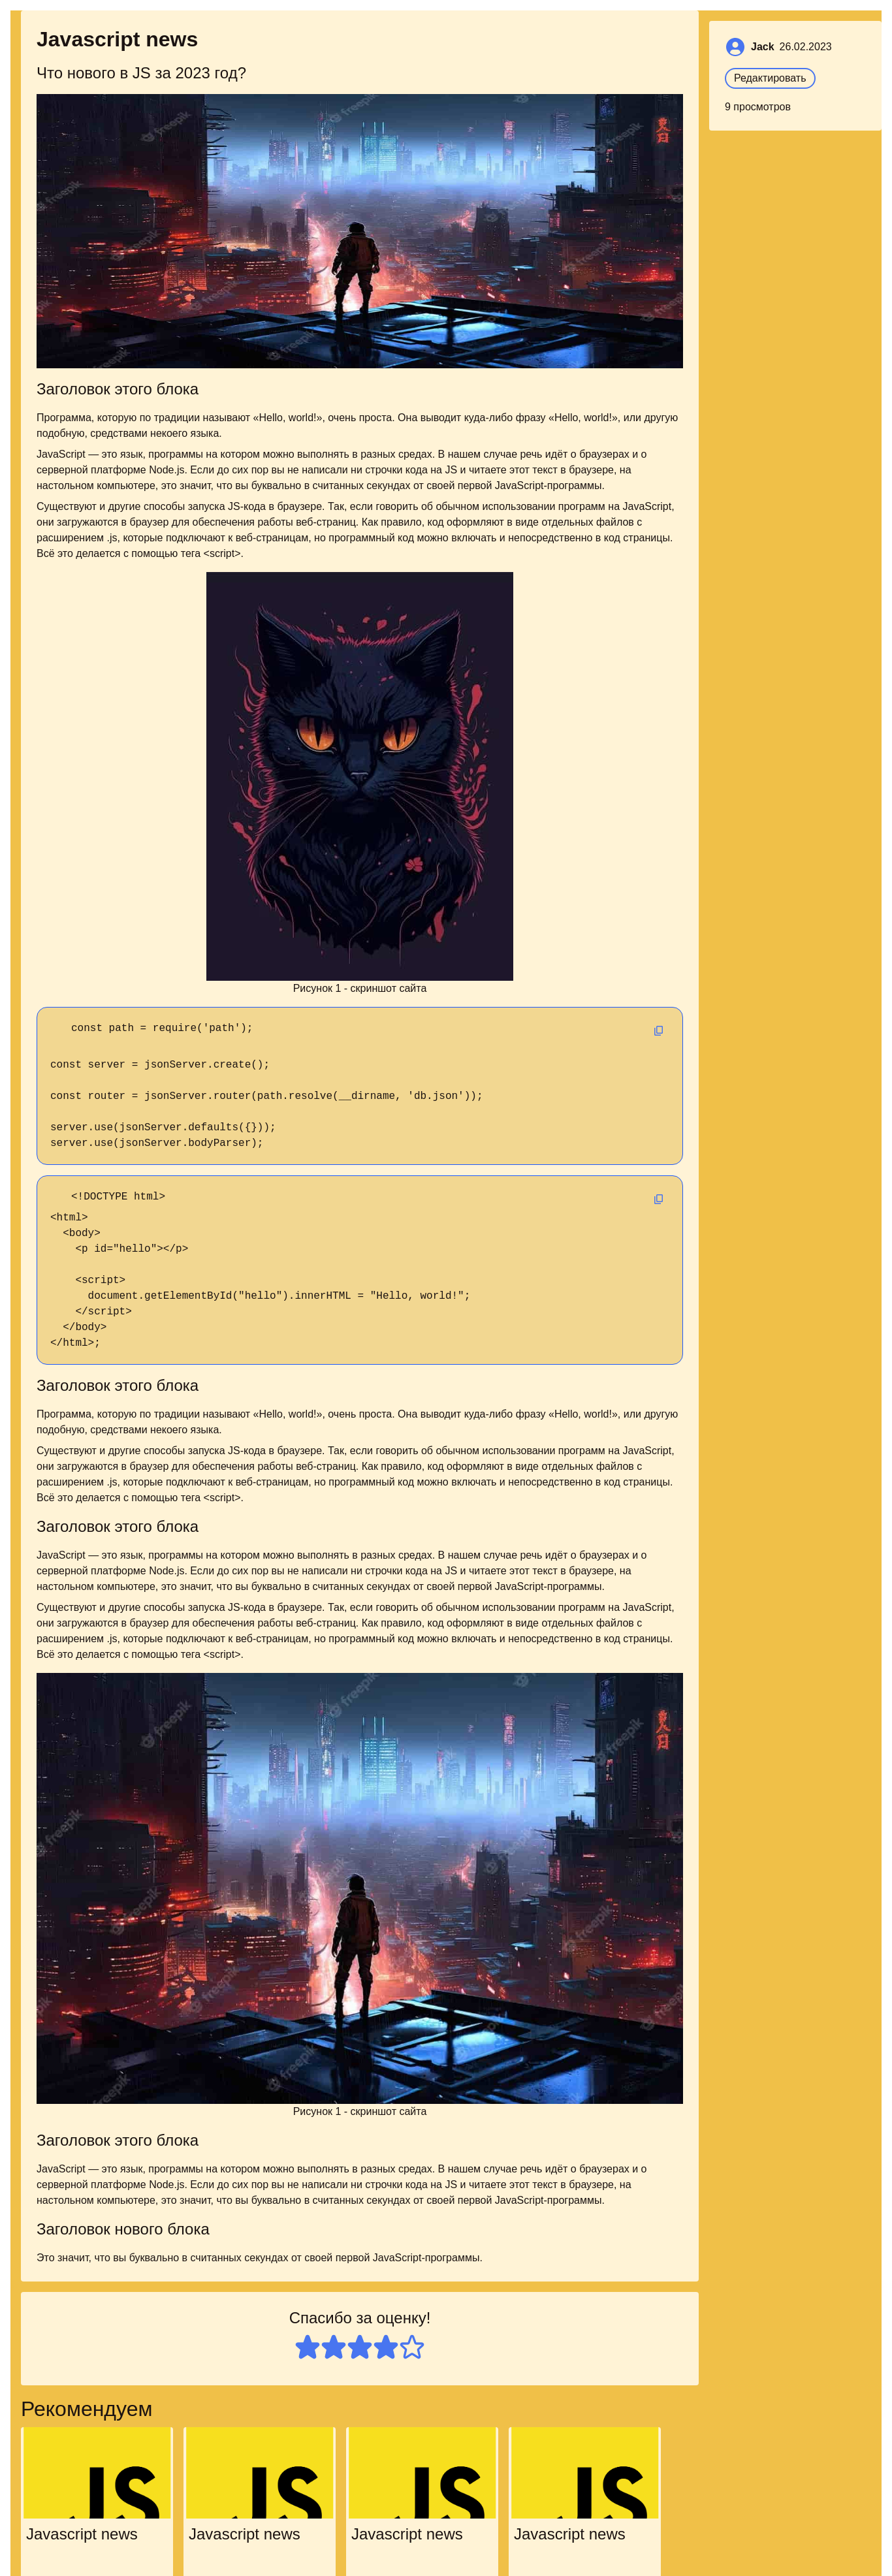 Javascript news
Что нового в JS за 2023 год?
Jack 26.02.2023
Редактировать
9 просмотров
freepik
Заголовок этого блока
Программа, которую по традиции называют «Hello, world!», очень проста. Она выводит куда-либо фразу «Hello, world!», или другую
подобную, средствами некоего языка.
JavaScript — это язык, программы на котором можно выполнять в разных средах. В нашем случае речь идёт о браузерах и о
серверной платформе Node.js. Если до сих пор вы не написали ни строчки кода на JS и читаете этот текст в браузере, на
настольном компьютере, это значит, что вы буквально в считанных секундах от своей первой JavaScript-программы.
Существуют и другие способы запуска JS-кода в браузере. Так, если говорить об обычном использовании программ на JavaScript,
они загружаются в браузер для обеспечения работы веб-страниц. Как правило, код оформляют в виде отдельных файлов с
расширением .js, которые подключают к веб-страницам, но программный код можно включать и непосредственно в код страницы.
Всё это делается с помощью тега <script>.
Рисунок 1 - скриншот сайта
const path = require('path');
const server = jsonServer.create();
const router = jsonServer.router(path.resolve(__dirname, 'db.json'));
server.use(jsonServer.defaults({}));
server.use(jsonServer.bodyParser);
<!DOCTYPE html>
<html>
<body>
<p id="hello"></p>
<script>
document.getElementById("hello").innerHTML = "Hello, world!";
</script>
</body>
</html>;
Заголовок этого блока
Программа, которую по традиции называют «Hello, world!», очень проста. Она выводит куда-либо фразу «Hello, world!», или другую
подобную, средствами некоего языка.
Существуют и другие способы запуска JS-кода в браузере. Так, если говорить об обычном использовании программ на JavaScript,
они загружаются в браузер для обеспечения работы веб-страниц. Как правило, код оформляют в виде отдельных файлов с
расширением .js, которые подключают к веб-страницам, но программный код можно включать и непосредственно в код страницы.
Всё это делается с помощью тега <script>.
Заголовок этого блока
JavaScript — это язык, программы на котором можно выполнять в разных средах. В нашем случае речь идёт о браузерах и о
серверной платформе Node.js. Если до сих пор вы не написали ни строчки кода на JS и читаете этот текст в браузере, на
настольном компьютере, это значит, что вы буквально в считанных секундах от своей первой JavaScript-программы.
Существуют и другие способы запуска JS-кода в браузере. Так, если говорить об обычном использовании программ на JavaScript,
они загружаются в браузер для обеспечения работы веб-страниц. Как правило, код оформляют в виде отдельных файлов с
расширением .js, которые подключают к веб-страницам, но программный код можно включать и непосредственно в код страницы.
Всё это делается с помощью тега <script>.
freepik
Рисунок 1 - скриншот сайта
Заголовок этого блока
JavaScript — это язык, программы на котором можно выполнять в разных средах. В нашем случае речь идёт о браузерах и о
серверной платформе Node.js. Если до сих пор вы не написали ни строчки кода на JS и читаете этот текст в браузере, на
настольном компьютере, это значит, что вы буквально в считанных секундах от своей первой JavaScript-программы.
Заголовок нового блока
Это значит, что вы буквально в считанных секундах от своей первой JavaScript-программы.
Спасибо за оценку!
Рекомендуем
JS JS JS JS
Javascript news Javascript news Javascript news Javascript news